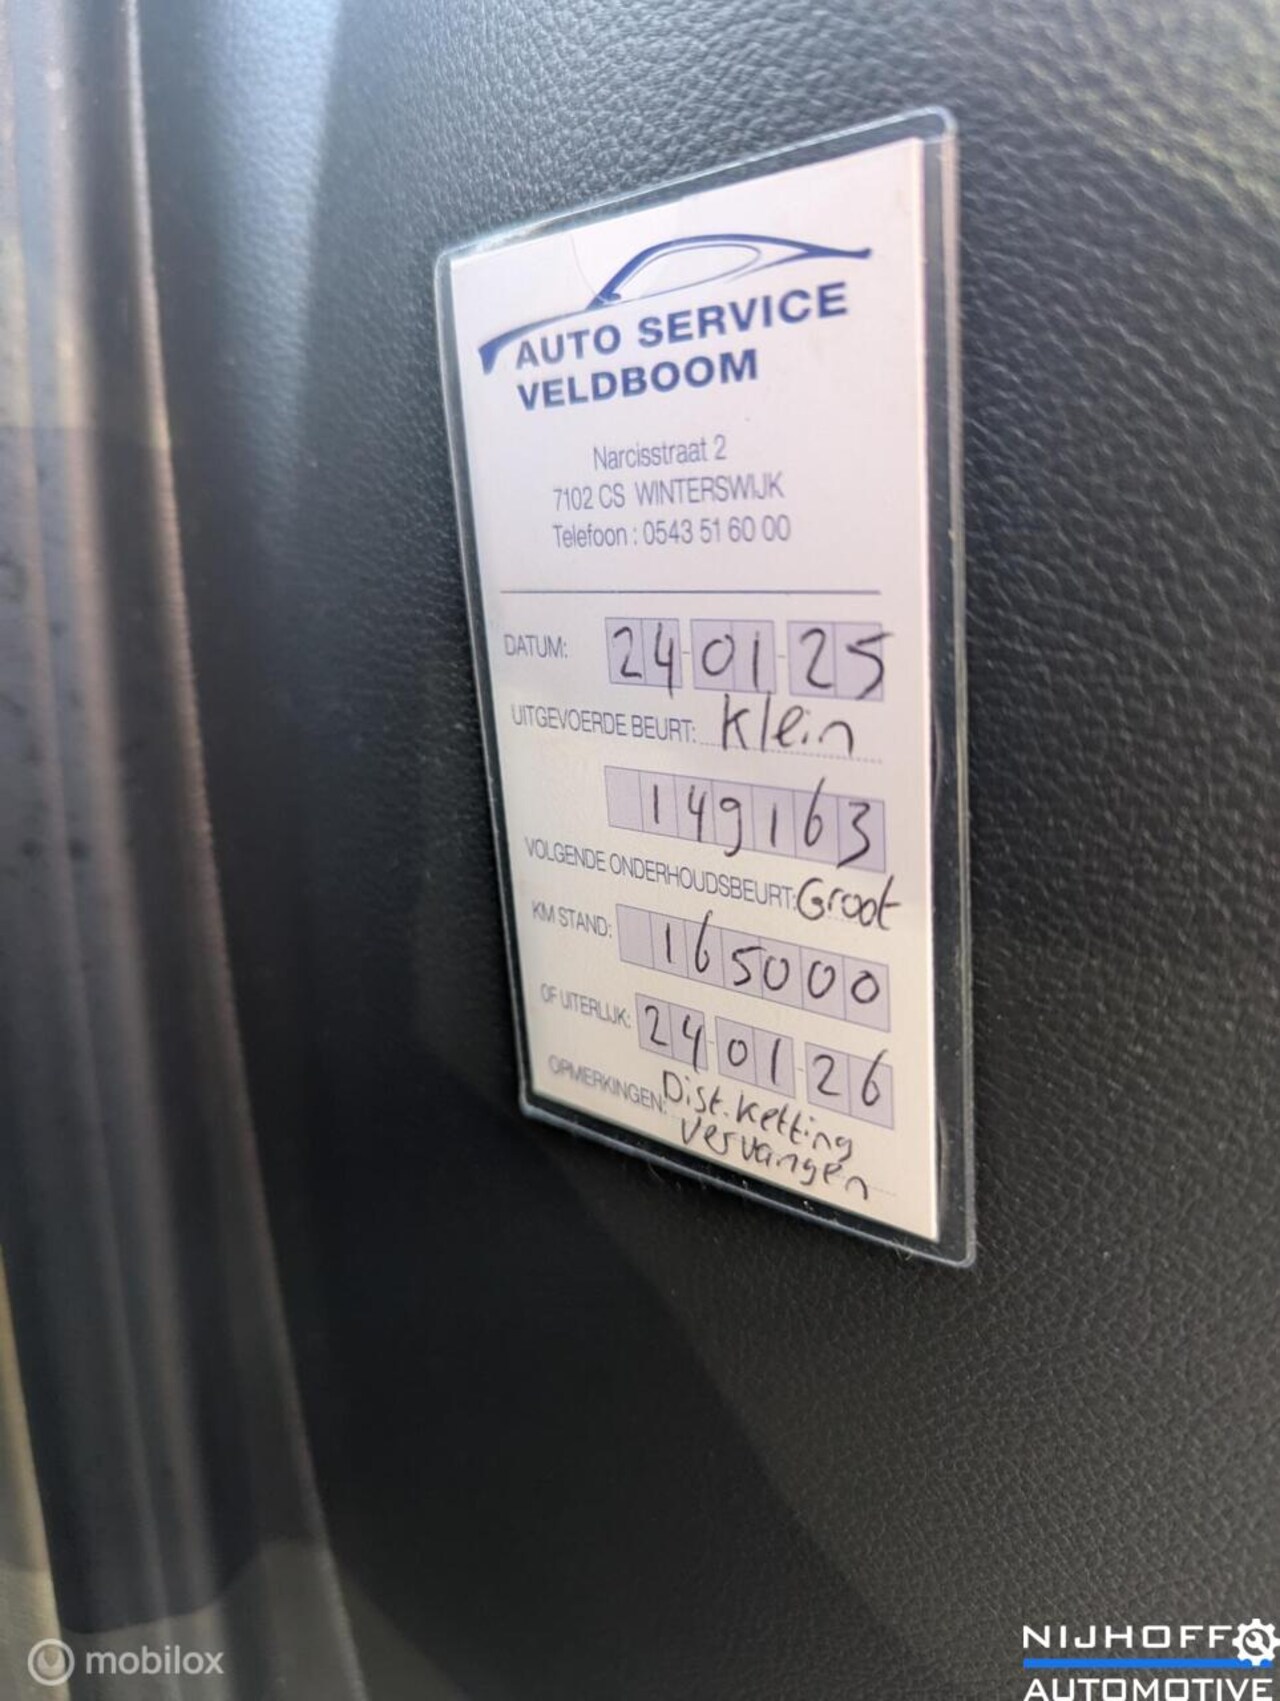 AUTO SERVICE
VELDBOOM
Narcisstraat 2
7102 CS WINTERSWIJK
Telefoon : 0543 51 60 00
DATUM: 24-01-25
UITGEVOERDE BEURT: Klein
149163
VOLGENDE ONDERHOUDSBEURT: Groot
KM STAND: 165000
OF UITERLIJK: 24-01-26
OPMERKINGEN: Dist. Ketting
vervangen
mobilox
NIJHOFF
AUTOMOTIVE